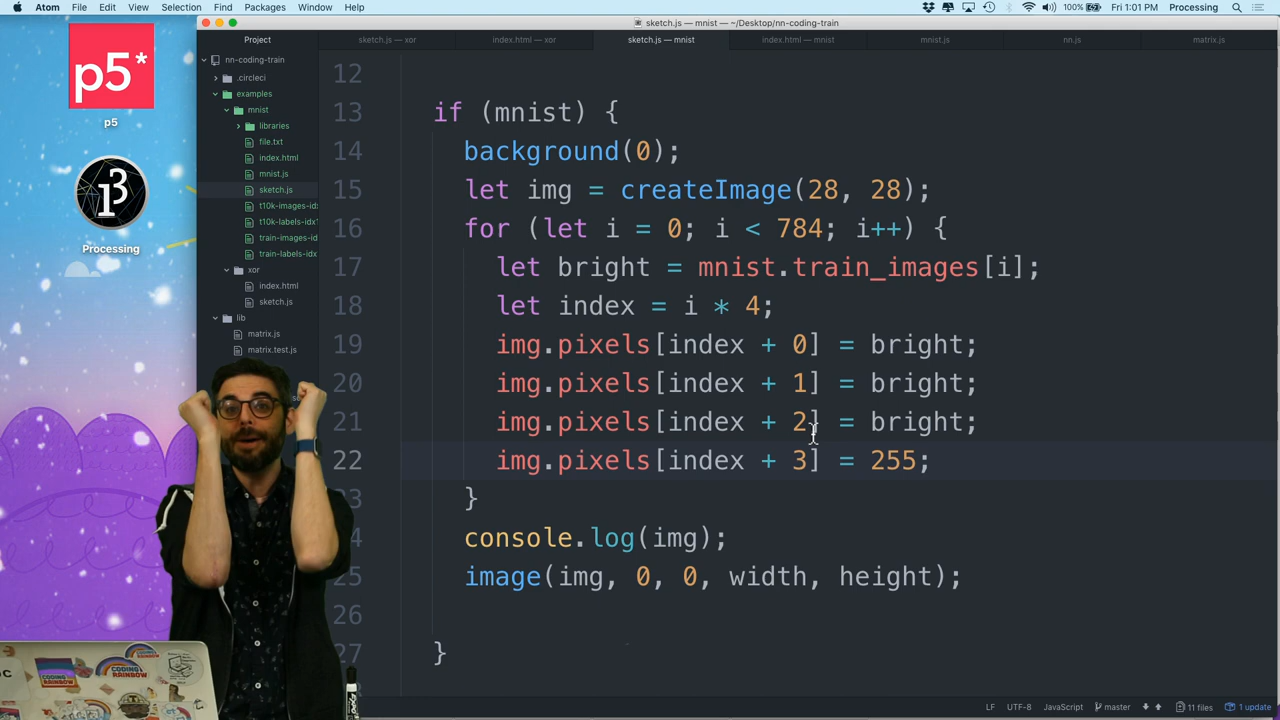 Atom File Edit View Selection Find Packages Window Help
100% Fri 1:01 PM Processing
sketch.js — mnist — ~/Desktop/nn-coding-train
Project
sketch.js — xor
index.html — xor
sketch.js — mnist
index.html — mnist
mnist.js
nn.js
matrix.js
p5*
p5
Processing
nn-coding-train
.circleci
examples
mnist
libraries
file.txt
index.html
mnist.js
sketch.js
t10k-images-idx
t10k-labels-idx1
train-images-id
train-labels-idx
xor
index.html
sketch.js
lib
matrix.js
matrix.test.js
12
13 if (mnist) {
14 background(0);
15 let img = createImage(28, 28);
16 for (let i = 0; i < 784; i++) {
17 let bright = mnist.train_images[i];
18 let index = i * 4;
19 img.pixels[index + 0] = bright;
20 img.pixels[index + 1] = bright;
21 img.pixels[index + 2] = bright;
22 img.pixels[index + 3] = 255;
23 }
4 console.log(img);
25 image(img, 0, 0, width, height);
26
27 }
CODING RAINBOW
LF UTF-8 JavaScript master 11 files 1 update